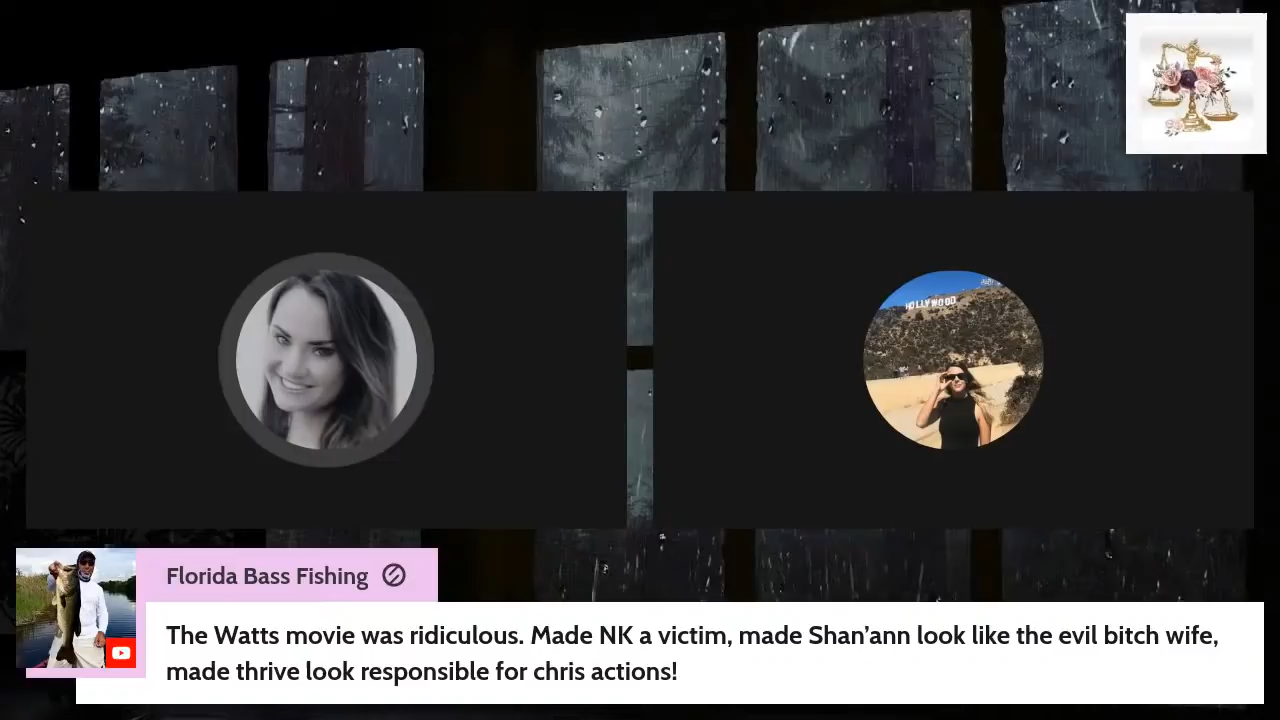 HOLLYWOOD
Florida Bass Fishing
The Watts movie was ridiculous. Made NK a victim, made Shan’ann look like the evil bitch wife,
made thrive look responsible for chris actions!